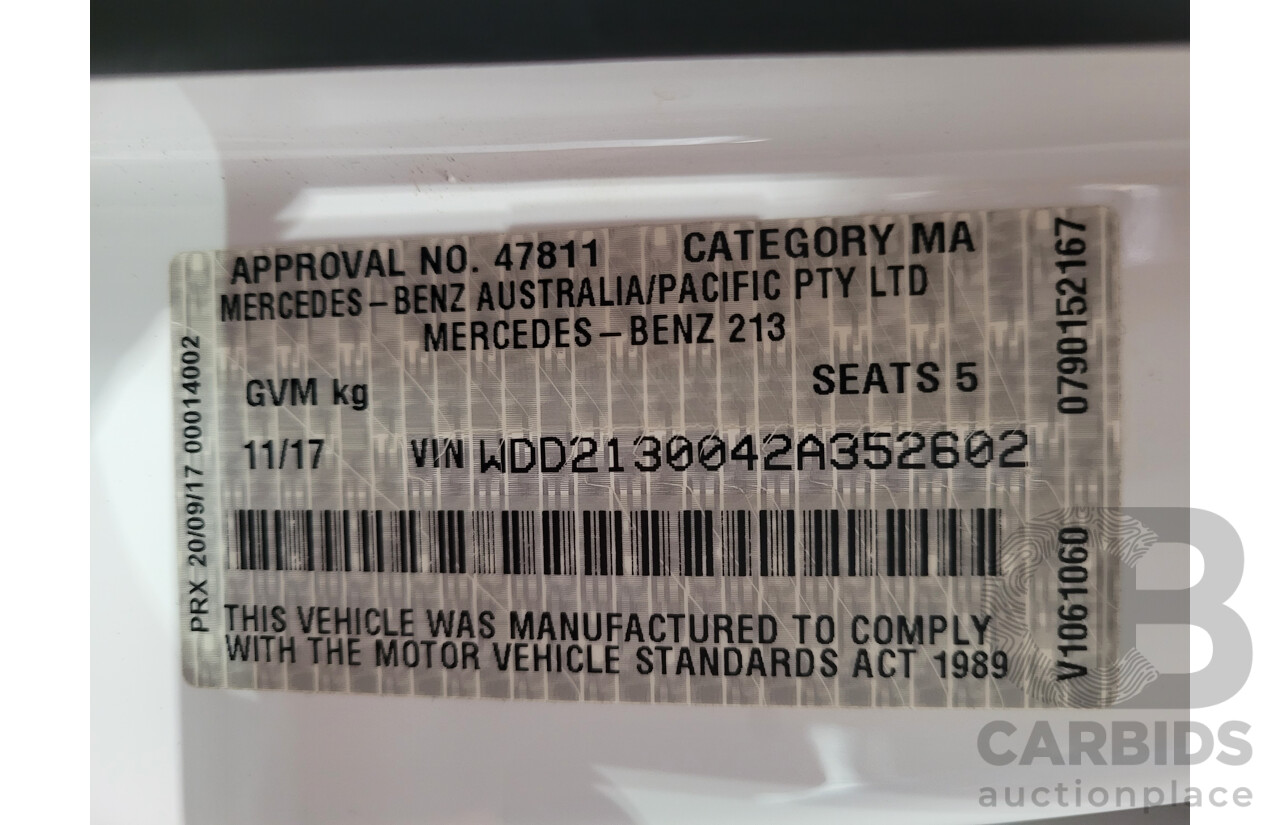 APPROVAL NO. 47811 CATEGORY MA
MERCEDES-BENZ AUSTRALIA/PACIFIC PTY LTD
MERCEDES-BENZ 213
GVM kg SEATS 5
11/17 VIN WDD2130042A352602
THIS VEHICLE WAS MANUFACTURED TO COMPLY
WITH THE MOTOR VEHICLE STANDARDS ACT 1989
PRX 20/09/17 00014002
0790152167
V10610601
CB
CARBIDS
auctionplace